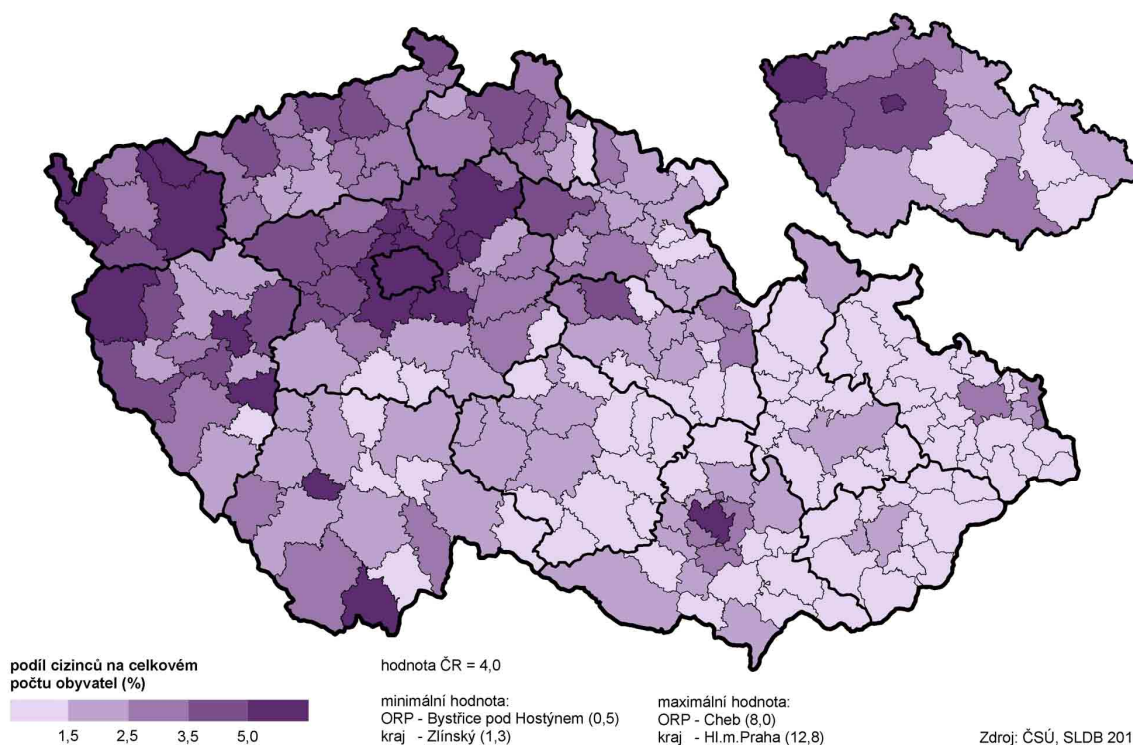 podíl cizinců na celkovém
počtu obyvatel (%)
1,5 2,5 3,5 5,0
hodnota ČR = 4,0
minimální hodnota:
ORP - Bystřice pod Hostýnem (0,5)
kraj - Zlínský (1,3)
maximální hodnota:
ORP - Cheb (8,0)
kraj - Hl.m.Praha (12,8)
Zdroj: ČSÚ, SLDB 201